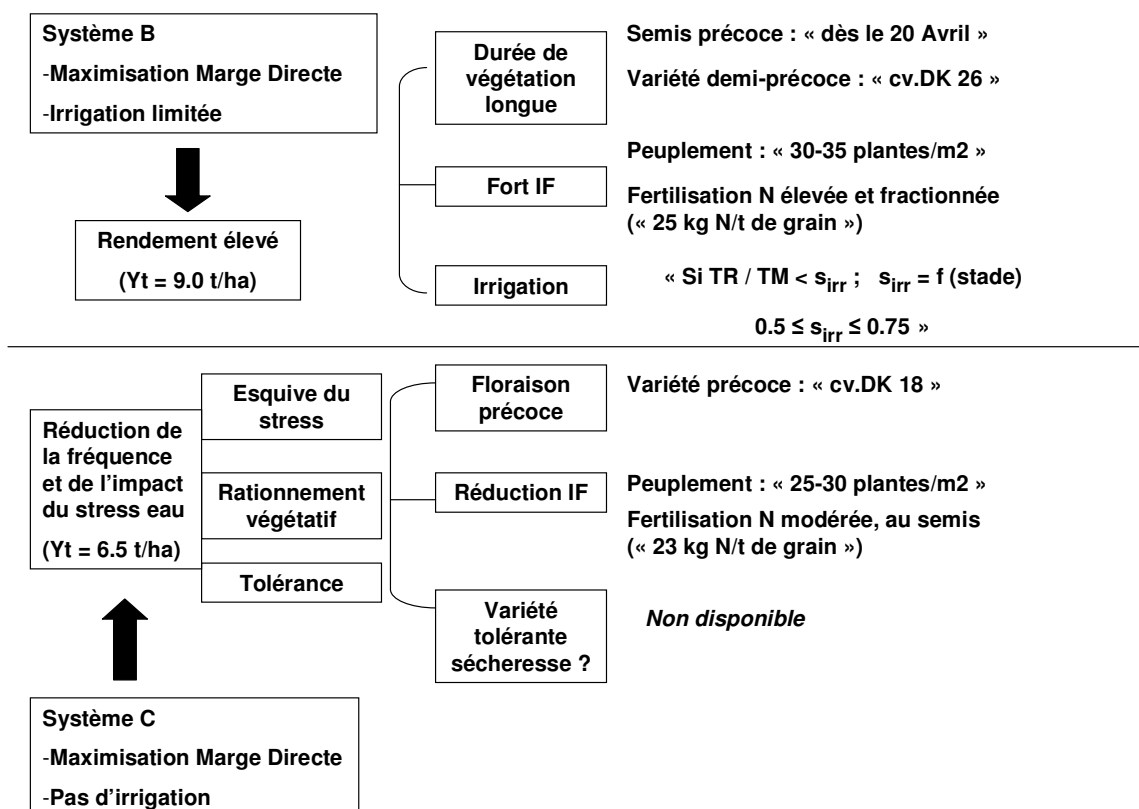 Système B
-Maximisation Marge Directe
-Irrigation limitée
Rendement élevé
(Yt = 9.0 t/ha)
Durée de
végétation
longue
Semis précoce : « dès le 20 Avril »
Variété demi-précoce : « cv.DK 26 »
Fort IF
Peuplement : « 30-35 plantes/m2 »
Fertilisation N élevée et fractionnée
(« 25 kg N/t de grain »)
Irrigation
« Si TR / TM < sirr ; sirr = f (stade)
0.5 ≤ sirr ≤ 0.75 »
Réduction de
la fréquence
et de l'impact
du stress eau
(Yt = 6.5 t/ha)
Esquive du
stress
Rationnement
végétatif
Tolérance
Floraison
précoce
Variété précoce : « cv.DK 18 »
Réduction IF
Peuplement : « 25-30 plantes/m2 »
Fertilisation N modérée, au semis
(« 23 kg N/t de grain »)
Variété
tolérante
sécheresse ?
Non disponible
Système C
-Maximisation Marge Directe
-Pas d'irrigation